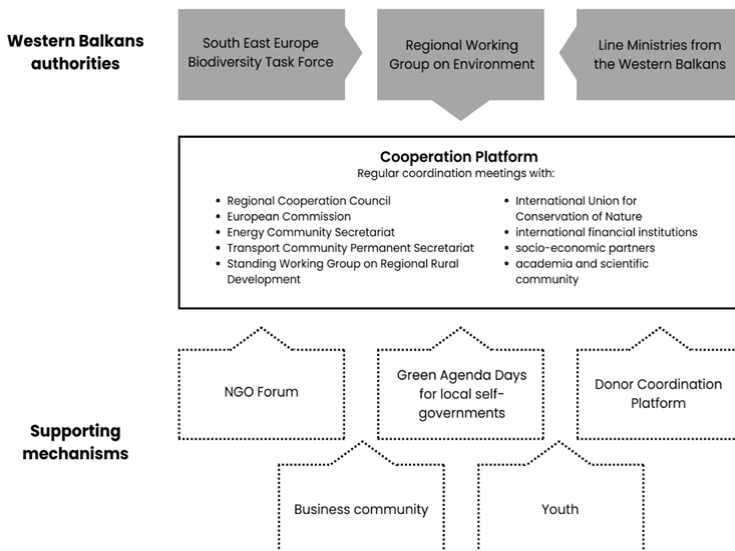 Western Balkans
authorities
South East Europe
Biodiversity Task Force
Regional Working
Group on Environment
Line Ministries from
the Western Balkans
Cooperation Platform
Regular coordination meetings with:
• Regional Cooperation Council
• European Commission
• Energy Community Secretariat
• Transport Community Permanent Secretariat
• Standing Working Group on Regional Rural
Development
• International Union for
Conservation of Nature
• international financial institutions
• socio-economic partners
• academia and scientific
community
Supporting
mechanisms
NGO Forum
Green Agenda Days
for local self-
governments
Donor Coordination
Platform
Business community
Youth